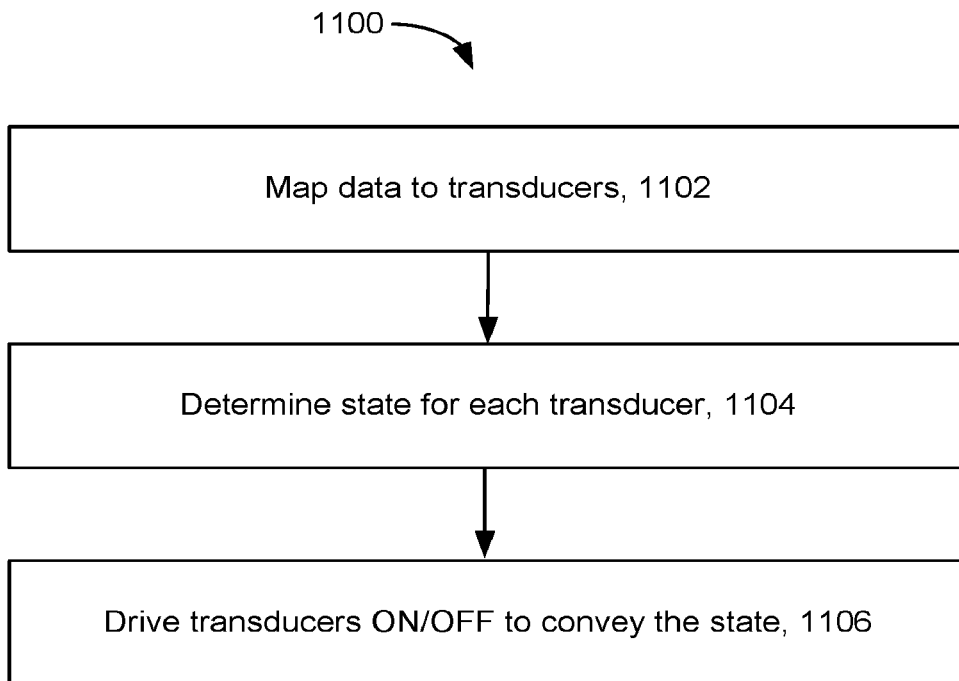 1100
Map data to transducers, 1102
Determine state for each transducer, 1104
Drive transducers ON/OFF to convey the state, 1106